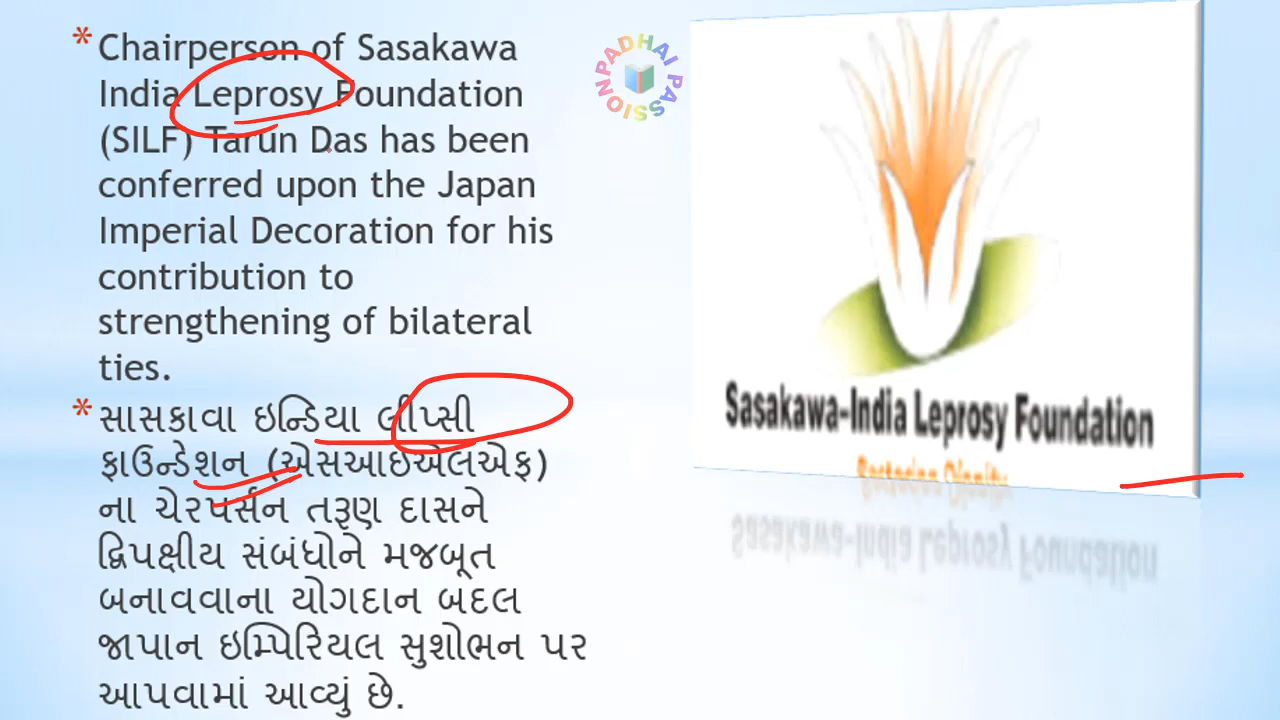 * Chairperson of Sasakawa
India Leprosy Foundation
(SILF) Tarun Das has been
conferred upon the Japan
Imperial Decoration for his
contribution to
strengthening of bilateral
ties.
* સાસકાવા ઇન્ડિયા લીપ્સી
ફાઉન્ડેશન (એસઆઇએલએફ)
ના ચેરપર્સન તરૂણ દાસને
દ્વિપક્ષીય સંબંધોને મજબૂત
બનાવવાના યોગદાન બદલ
જાપાન ઇમ્પિરિયલ સુશોભન પર
આપવામાં આવ્યું છે.
PADHAI PASSION
Sasakawa-India Leprosy Foundation
Restoring Dignity